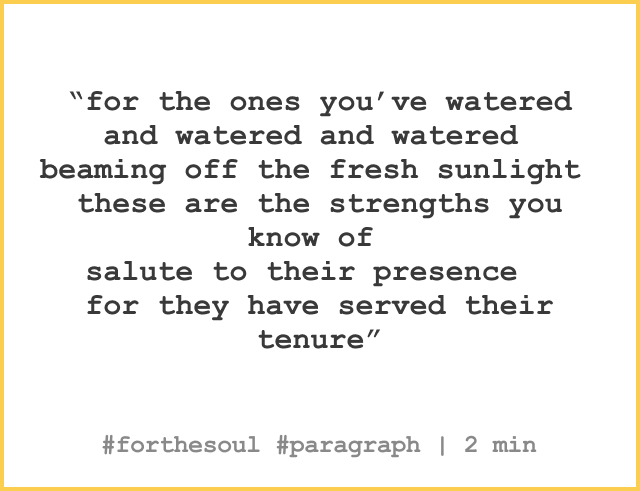 “for the ones you’ve watered
and watered and watered
beaming off the fresh sunlight
these are the strengths you
know of
salute to their presence
for they have served their
tenure”
#forthesoul #paragraph | 2 min